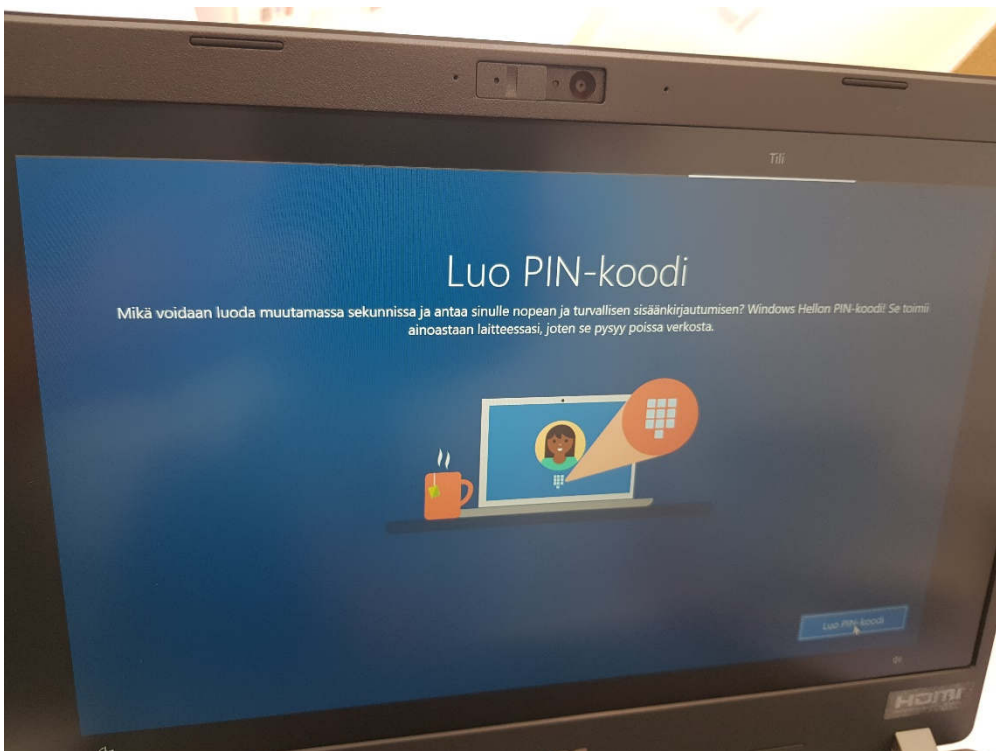 Tili
Luo PIN-koodi
Mikä voidaan luoda muutamassa sekunnissa ja antaa sinulle nopean ja turvallisen sisäänkirjautumisen? Windows Hellon PIN-koodi! Se toimii
ainoastaan laitteessasi, joten se pysyy poissa verkosta.
Luo PIN-koodi
HDMI